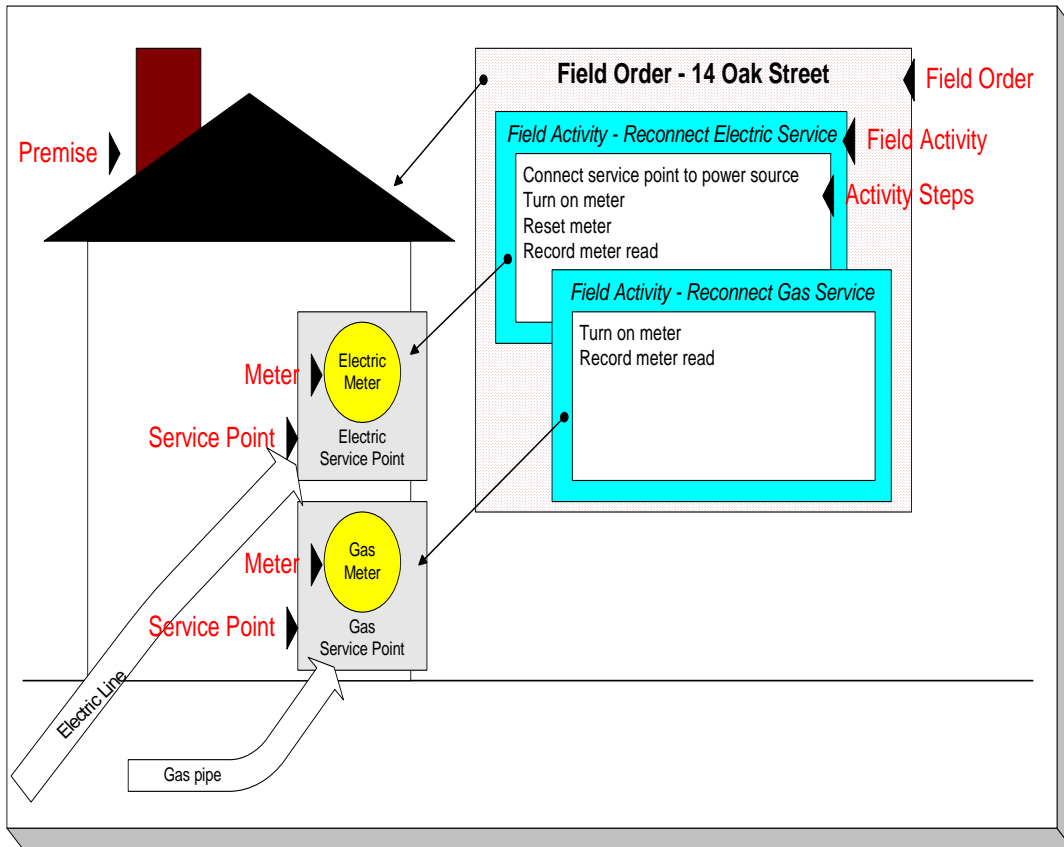 Field Order - 14 Oak Street
Field Order
Premise
Field Activity - Reconnect Electric Service
Field Activity
Connect service point to power source
Turn on meter
Reset meter
Record meter read
Activity Steps
Field Activity - Reconnect Gas Service
Turn on meter
Record meter read
Meter
Electric
Meter
Service Point
Electric
Service Point
Meter
Gas
Meter
Service Point
Gas
Service Point
Electric Line
Gas pipe